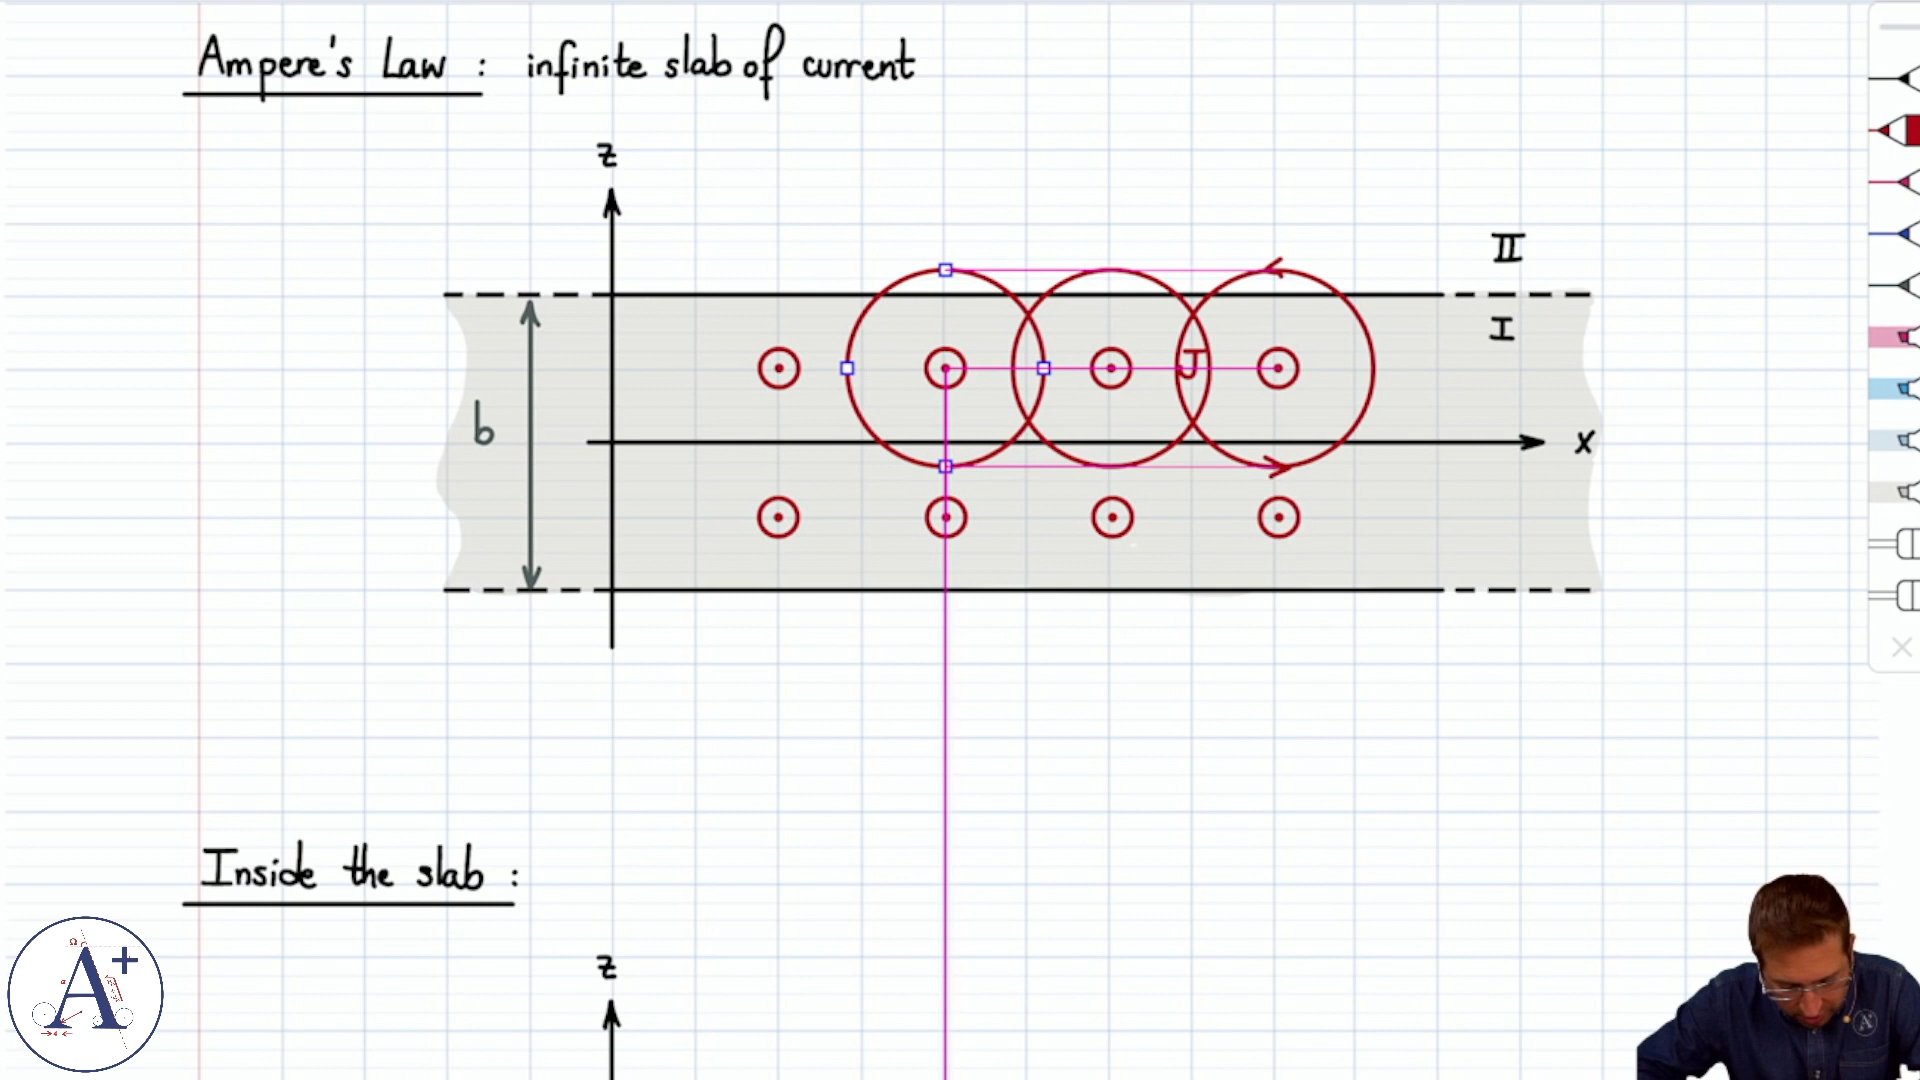 Ampere's Law : infinite slab of current
z
II
I
J
b
x
Inside the slab :
z
A+
A+